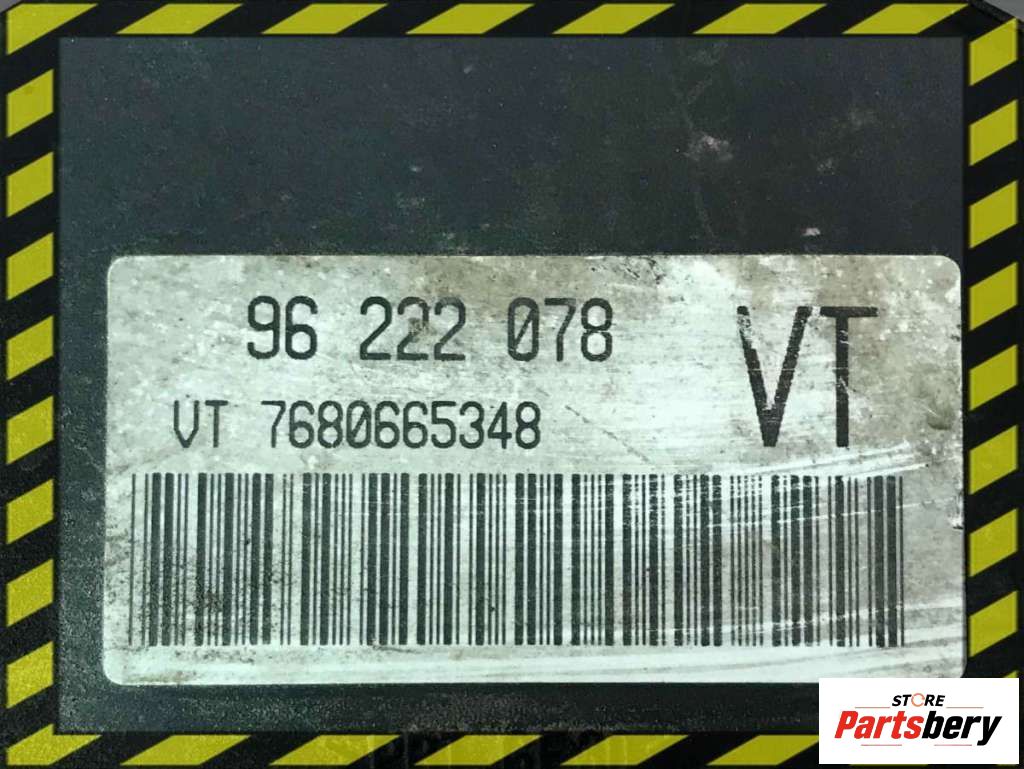 96 222 078
VT
VT 7680665348
STORE
Partsbery